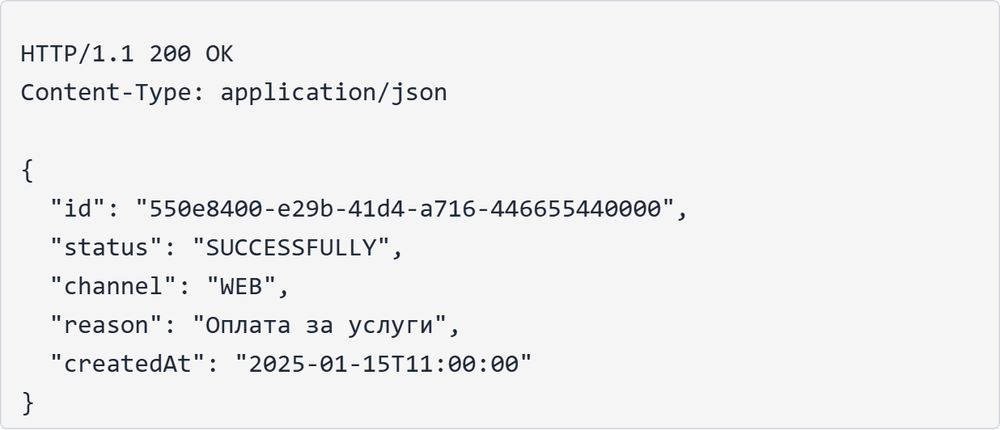 HTTP/1.1 200 OK
Content-Type: application/json

{
  "id": "550e8400-e29b-41d4-a716-446655440000",
  "status": "SUCCESSFULLY",
  "channel": "WEB",
  "reason": "Оплата за услуги",
  "createdAt": "2025-01-15T11:00:00"
}